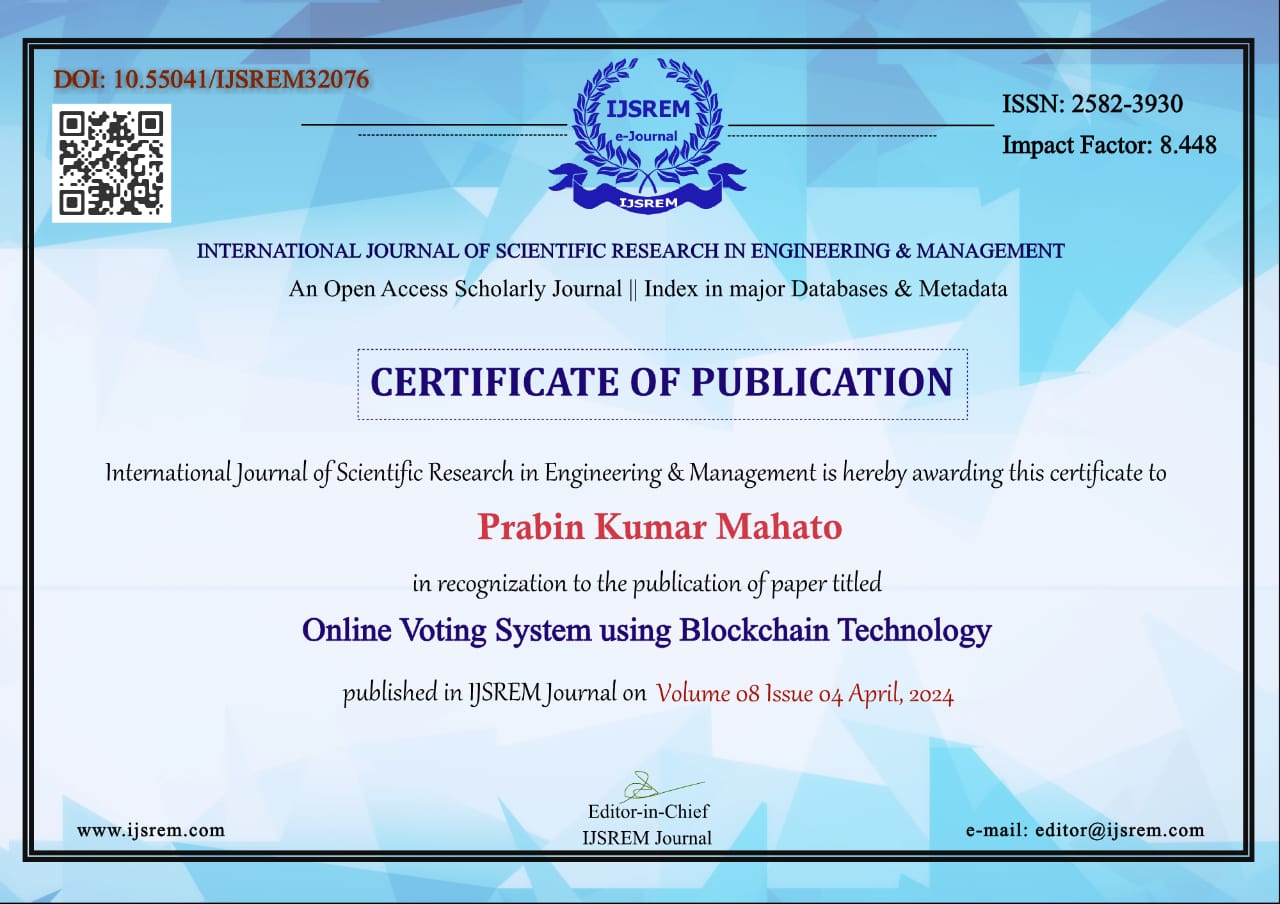 DOI: 10.55041/IJSREM32076
IJSREM
e-Journal
IJSREM
ISSN: 2582-3930
Impact Factor: 8.448
INTERNATIONAL JOURNAL OF SCIENTIFIC RESEARCH IN ENGINEERING & MANAGEMENT
An Open Access Scholarly Journal || Index in major Databases & Metadata
CERTIFICATE OF PUBLICATION
International Journal of Scientific Research in Engineering & Management is hereby awarding this certificate to
Prabin Kumar Mahato
in recognization to the publication of paper titled
Online Voting System using Blockchain Technology
published in IJSREM Journal on Volume 08 Issue 04 April, 2024
Editor-in-Chief
IJSREM Journal
www.ijsrem.com
e-mail: editor@ijsrem.com